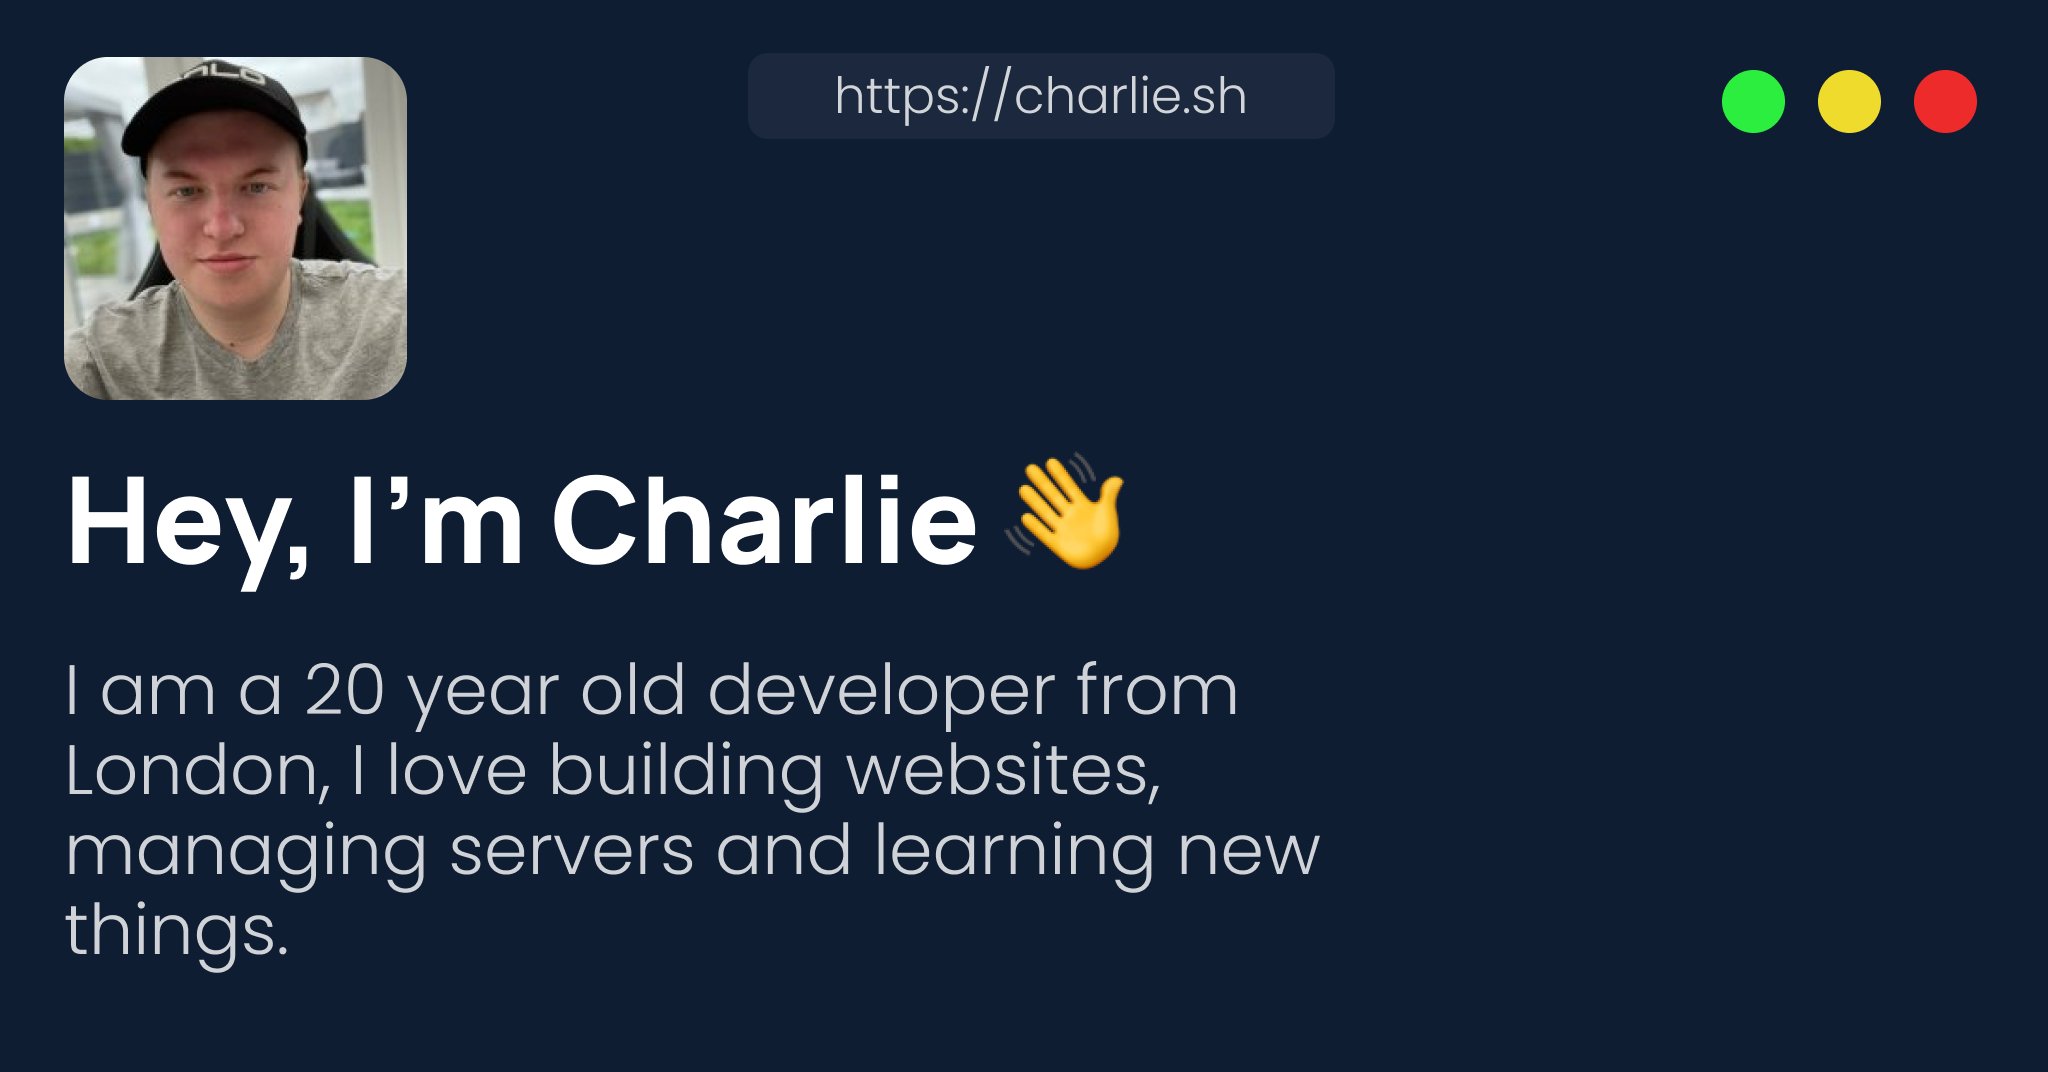 https://charlie.sh
Hey, I’m Charlie 👋
I am a 20 year old developer from
London, I love building websites,
managing servers and learning new
things.